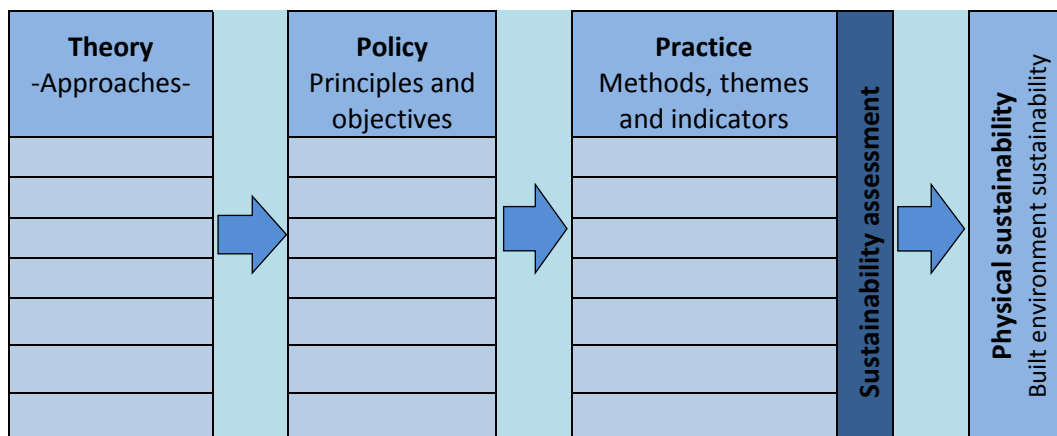 Theory
-Approaches-
Policy
Principles and
objectives
Practice
Methods, themes
and indicators
Sustainability assessment
Physical sustainability
Built environment sustainability